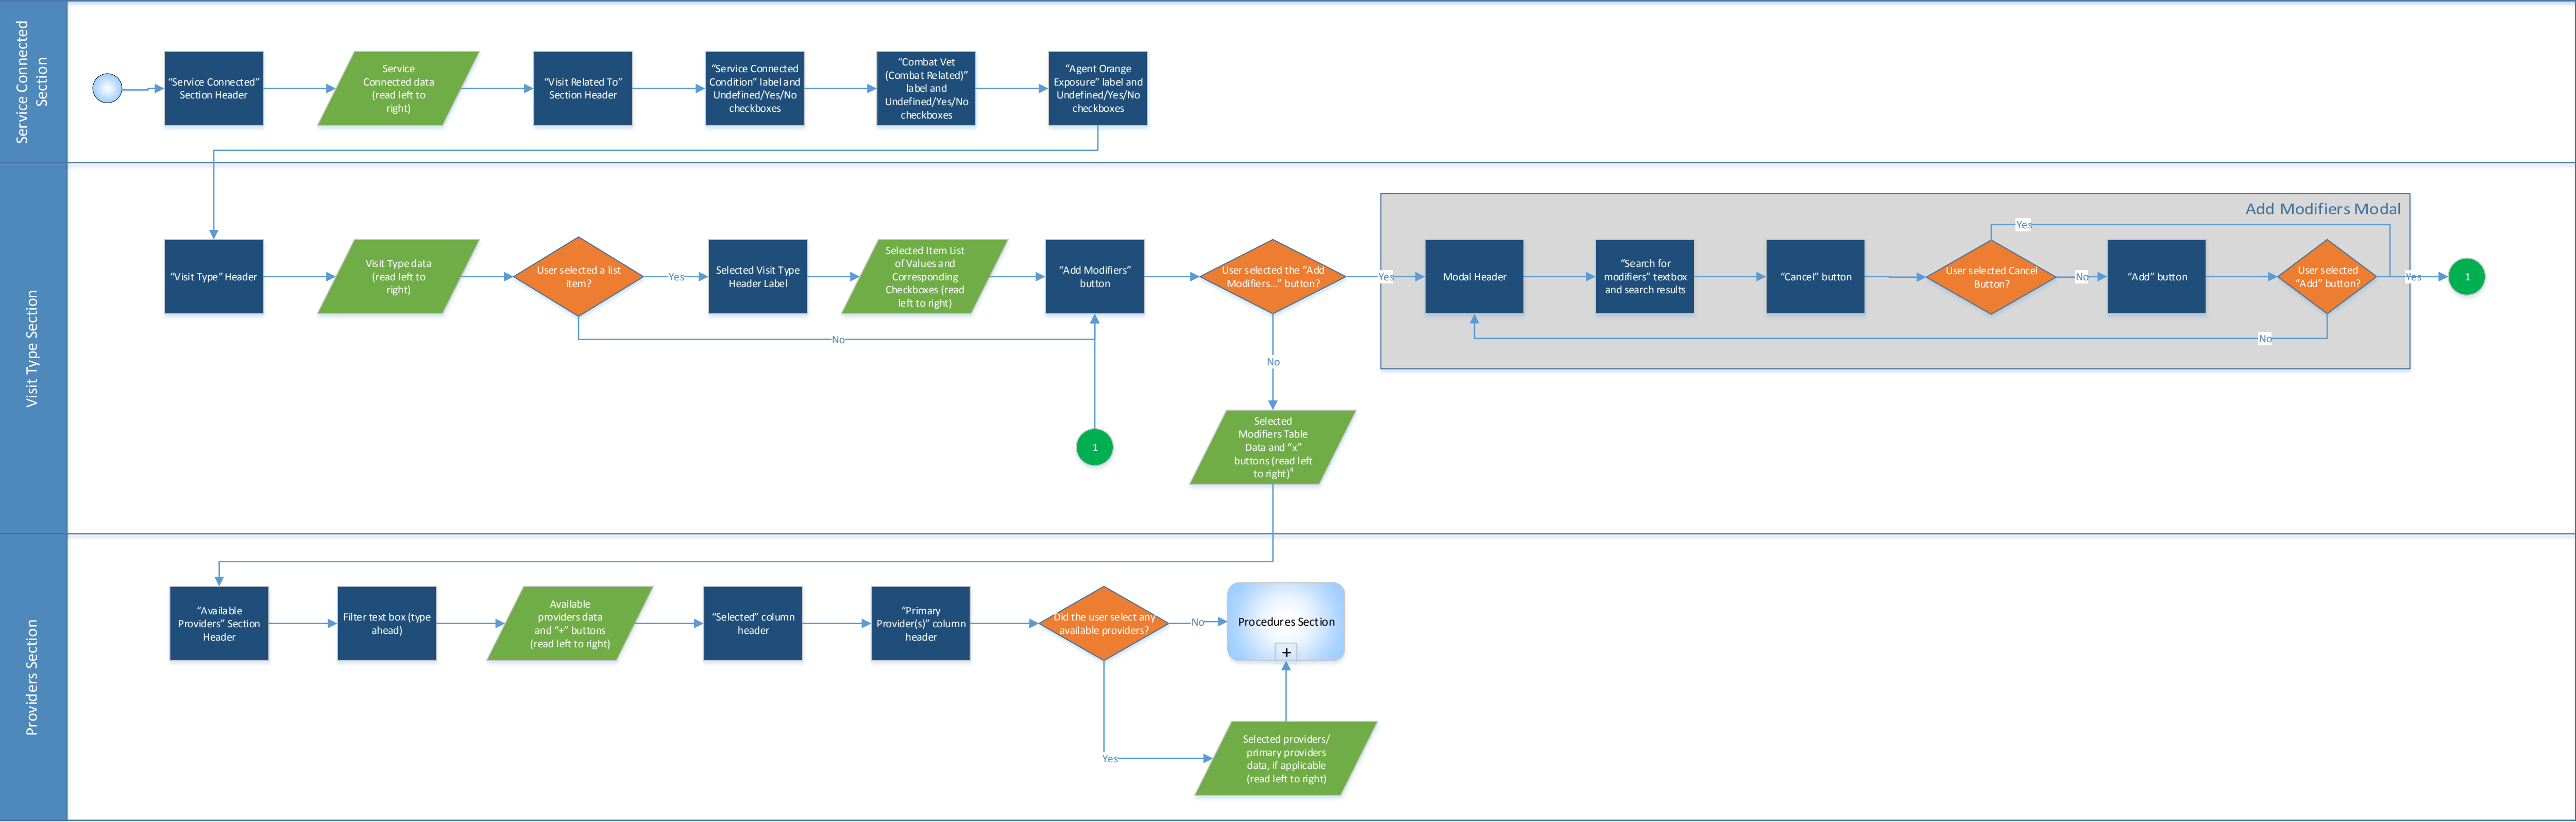 Service Connected
Section
“Service Connected”
Section Header
Service
Connected data
(read left to
right)
“Visit Related To”
Section Header
“Service Connected
Condition” label and
Undefined/Yes/No
checkboxes
“Combat Vet
(Combat Related)”
label and
Undefined/Yes/No
checkboxes
“Agent Orange
Exposure” label and
Undefined/Yes/No
checkboxes
Visit Type Section
“Visit Type” Header
Visit Type data
(read left to
right)
User selected a list
item?
Yes
No
Selected Visit Type
Header Label
Selected Item List
of Values and
Corresponding
Checkboxes (read
left to right)
“Add Modifiers”
button
1
User selected the “Add
Modifiers...” button?
Yes
No
Selected
Modifiers Table
Data and “x”
buttons (read left
to right)4
Add Modifiers Modal
Modal Header
“Search for
modifiers” textbox
and search results
“Cancel” button
User selected Cancel
Button?
Yes
No
“Add” button
User selected
“Add” button?
Yes
No
1
Providers Section
“Available
Providers” Section
Header
Filter text box (type
ahead)
Available
providers data
and “+” buttons
(read left to right)
“Selected” column
header
“Primary
Provider(s)” column
header
Did the user select any
available providers?
No
Yes
Procedures Section
+
Selected providers/
primary providers
data, if applicable
(read left to right)